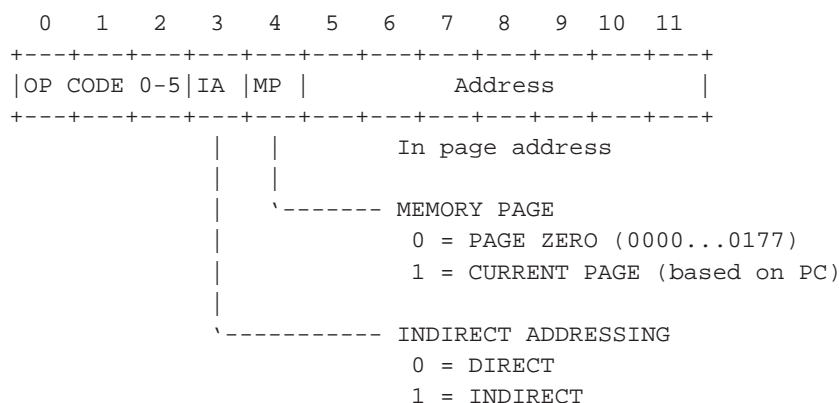 0   1   2   3   4   5   6   7   8   9  10  11
+---+---+---+---+---+---+---+---+---+---+---+---+
|OP CODE 0-5|IA |MP |          Address          |
+---+---+---+---+---+---+---+---+---+---+---+---+
              |   |       In page address
              |   |
              |   '------- MEMORY PAGE
              |            0 = PAGE ZERO (0000...0177)
              |            1 = CURRENT PAGE (based on PC)
              |
              '----------- INDIRECT ADDRESSING
                           0 = DIRECT
                           1 = INDIRECT